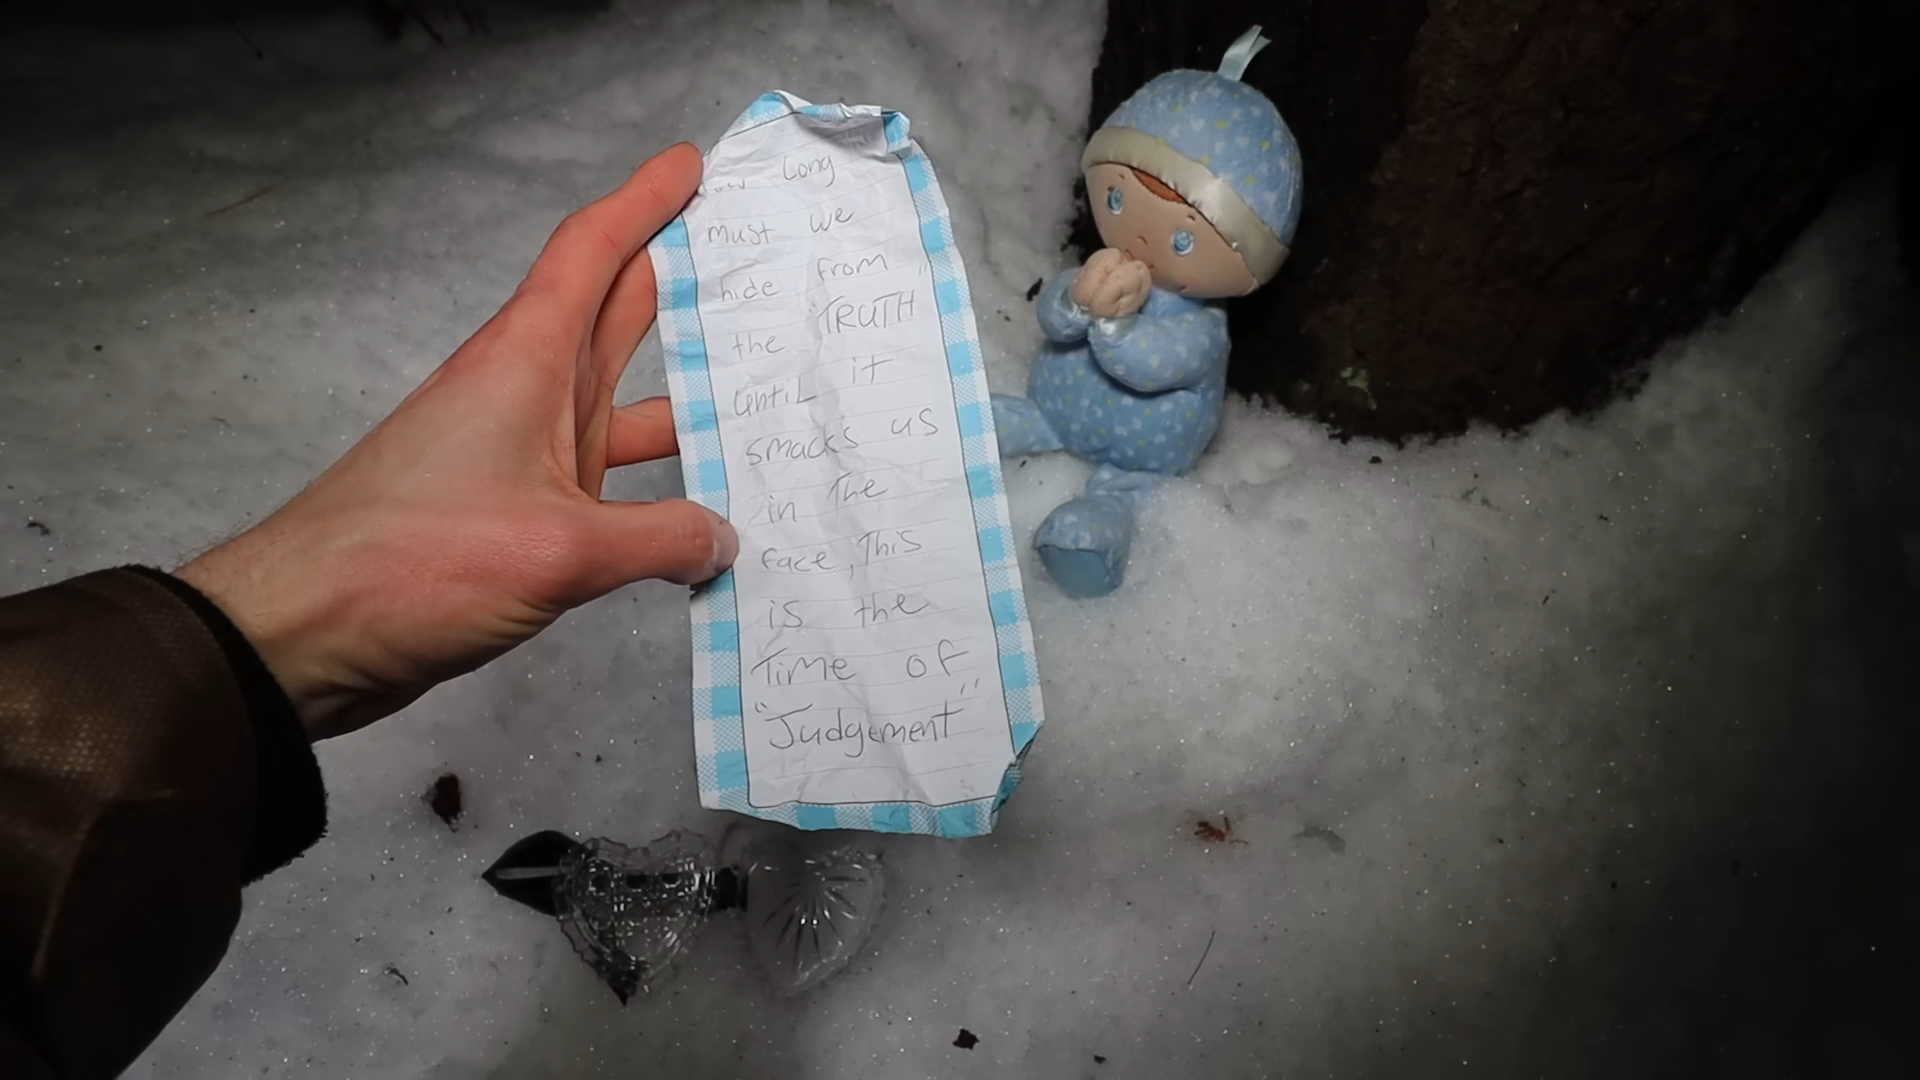 Long
must we
hide from
the "TRUTH"
until it
smacks us
in The
face, This
is the
Time of
"Judgement"